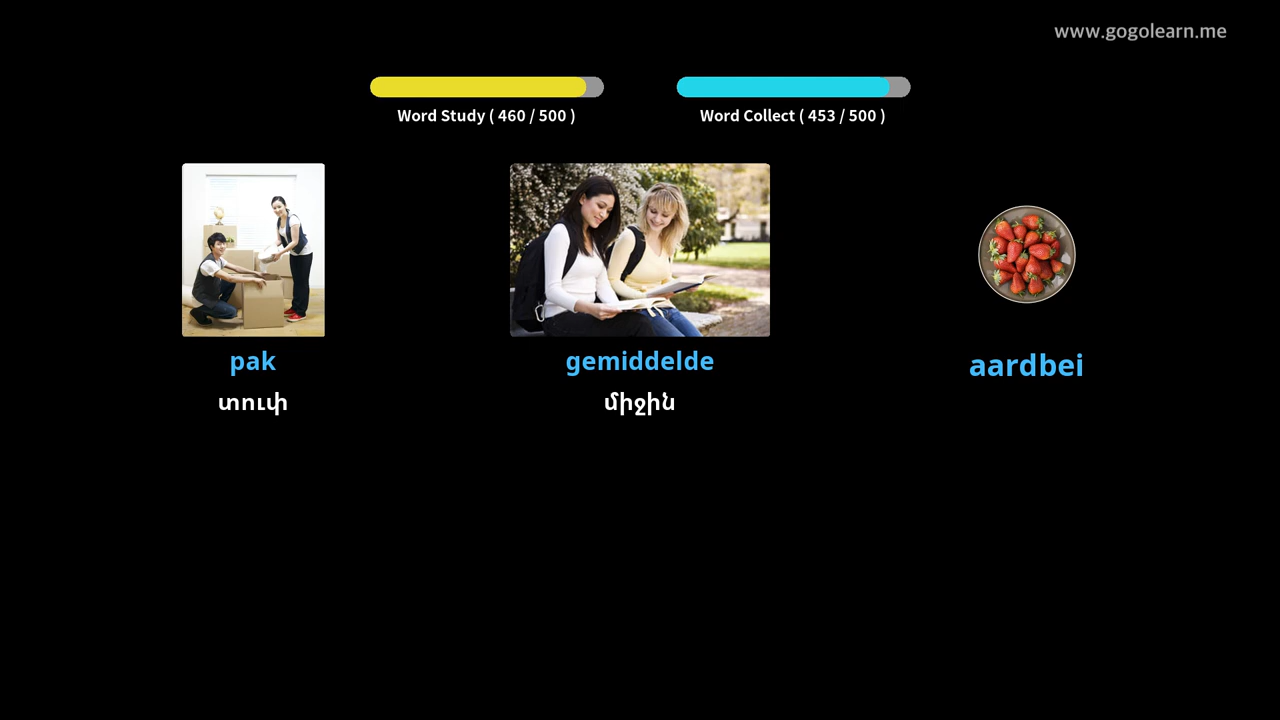 www.gogolearn.me
Word Study ( 460 / 500 )
Word Collect ( 453 / 500 )
pak
gemiddelde
aardbei
տուփ
միջին